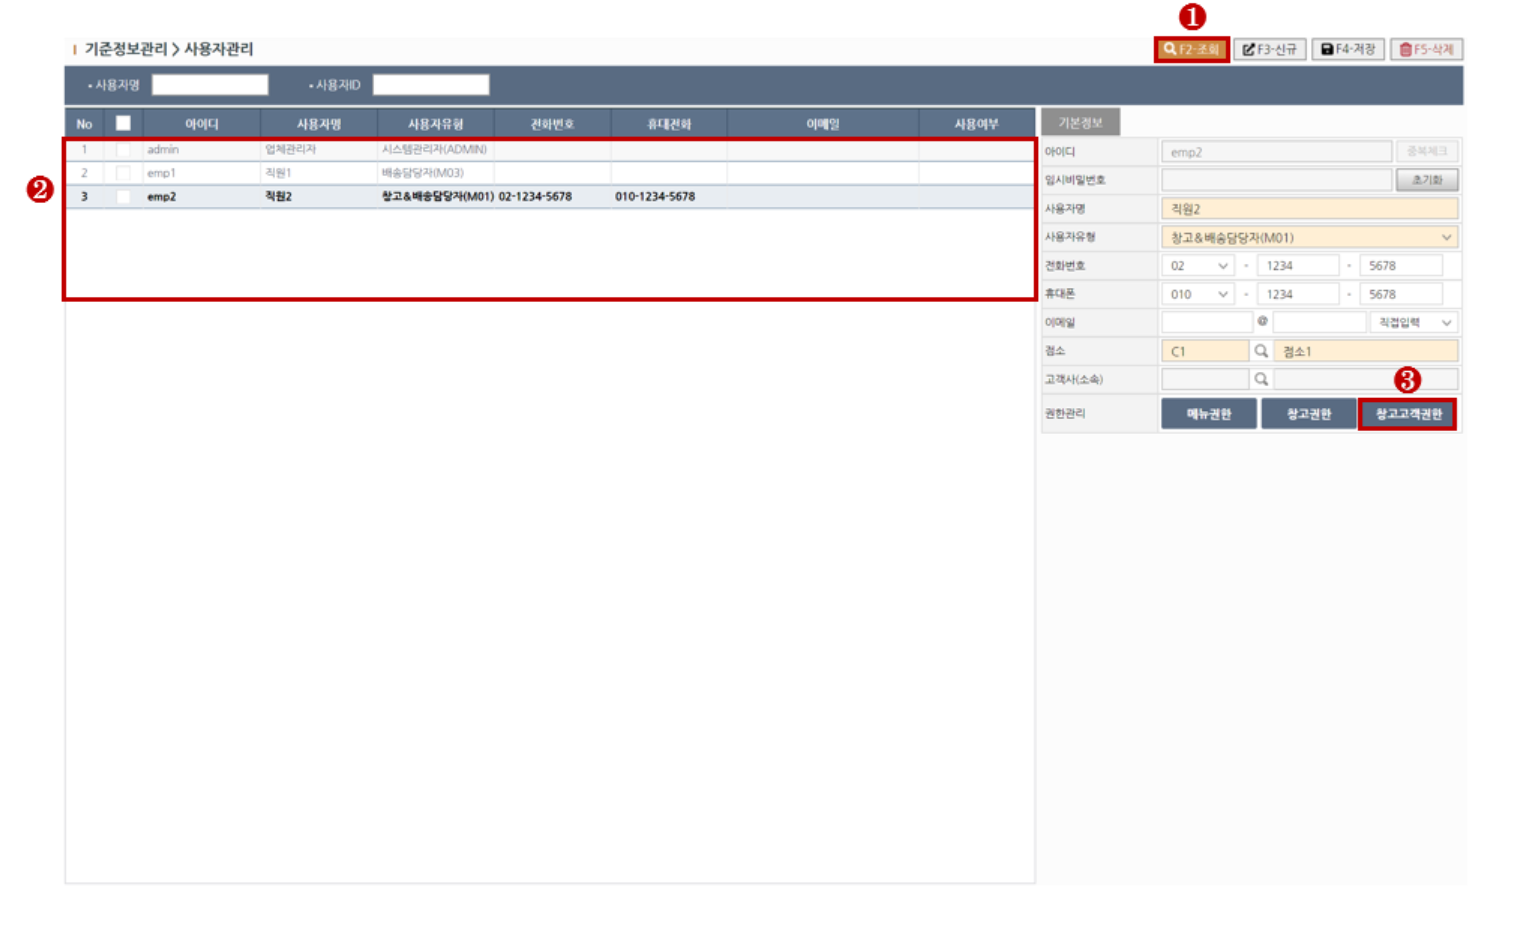 ❶
기준정보관리 > 사용자관리
F2-조회 F3-신규 F4-저장 F5-삭제
• 사용자명 • 사용자ID
No 아이디 사용자명 사용자유형 전화번호 휴대전화 이메일 사용여부
❷
1 admin 업체관리자 시스템관리자(ADMIN)
2 emp1 직원1 배송담당자(M03)
3 emp2 직원2 창고&배송담당자(M01) 02-1234-5678 010-1234-5678
기본정보
아이디 emp2 중복체크
임시비밀번호 초기화
사용자명 직원2
사용자유형 창고&배송담당자(M01)
전화번호 02 - 1234 - 5678
휴대폰 010 - 1234 - 5678
이메일 @ 직접입력
점소 C1 점소1
고객사(소속)
❸
권한관리 메뉴권한 창고권한 창고고객권한